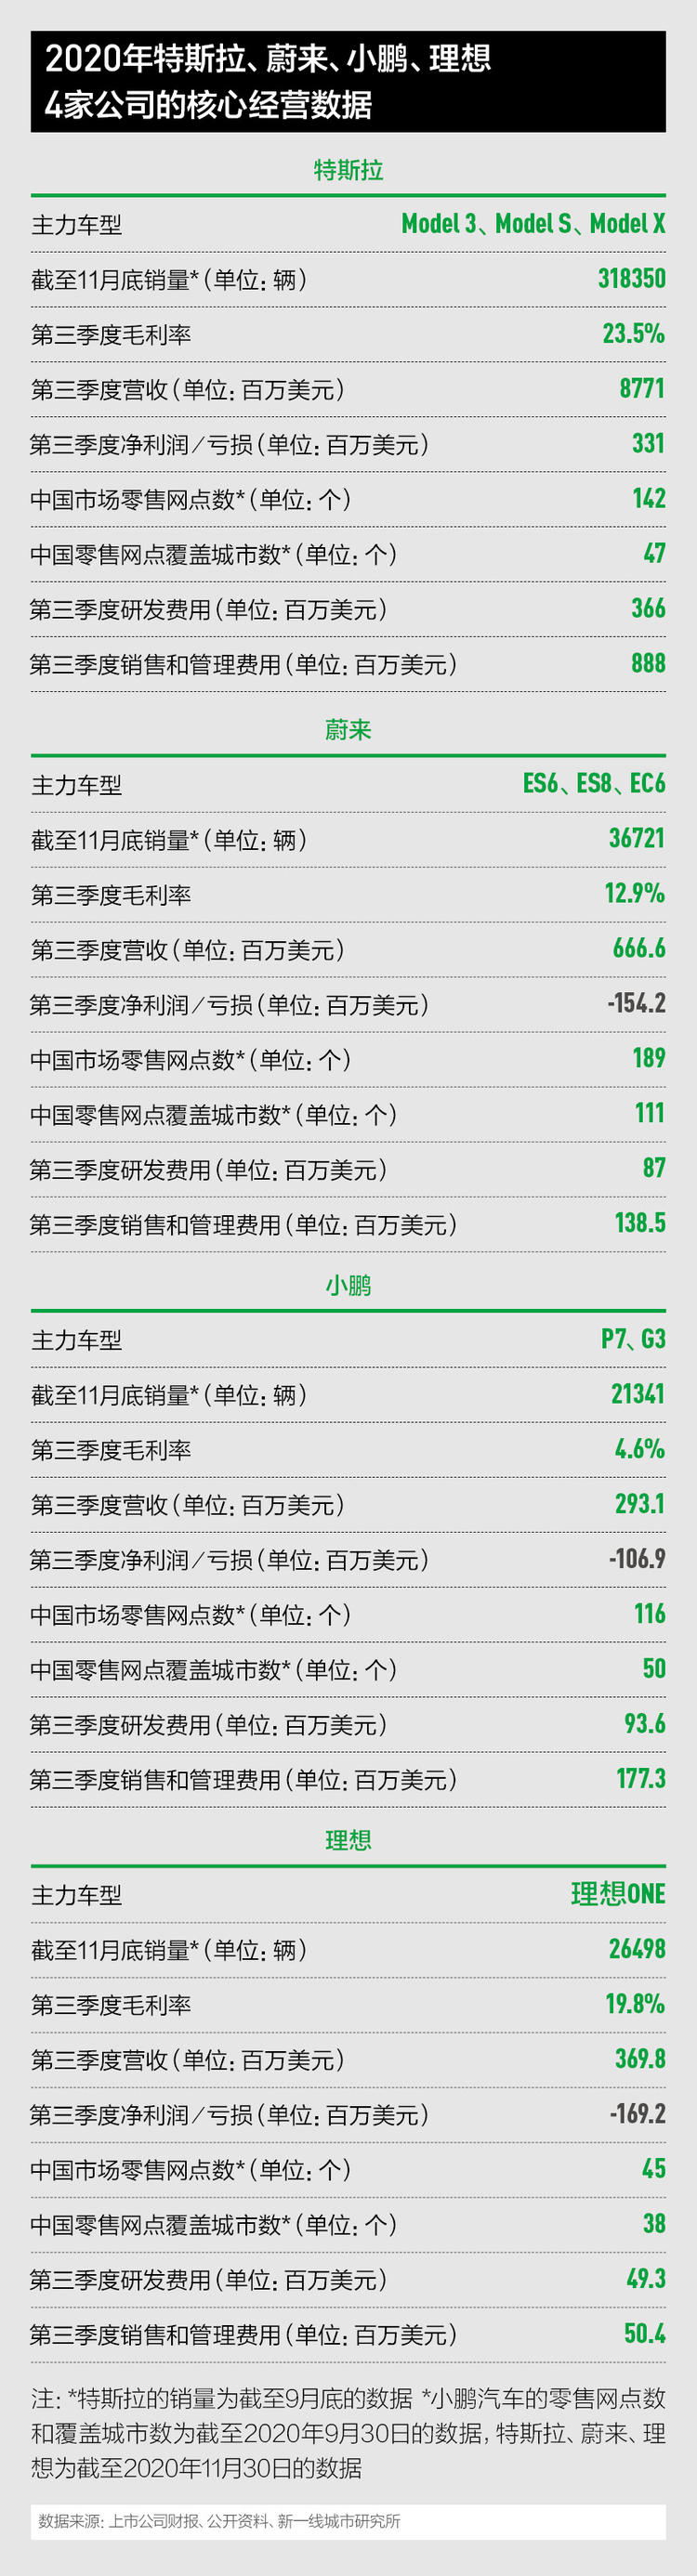 2020年特斯拉、蔚来、小鹏、理想
4家公司的核心经营数据
特斯拉
主力车型 Model 3、Model S、Model X
截至11月底销量*（单位：辆） 318350
第三季度毛利率 23.5%
第三季度营收（单位：百万美元） 8771
第三季度净利润/亏损（单位：百万美元） 331
中国市场零售网点数*（单位：个） 142
中国零售网点覆盖城市数*（单位：个） 47
第三季度研发费用（单位：百万美元） 366
第三季度销售和管理费用（单位：百万美元） 888
蔚来
主力车型 ES6、ES8、EC6
截至11月底销量*（单位：辆） 36721
第三季度毛利率 12.9%
第三季度营收（单位：百万美元） 666.6
第三季度净利润/亏损（单位：百万美元） -154.2
中国市场零售网点数*（单位：个） 189
中国零售网点覆盖城市数*（单位：个） 111
第三季度研发费用（单位：百万美元） 87
第三季度销售和管理费用（单位：百万美元） 138.5
小鹏
主力车型 P7、G3
截至11月底销量*（单位：辆） 21341
第三季度毛利率 4.6%
第三季度营收（单位：百万美元） 293.1
第三季度净利润/亏损（单位：百万美元） -106.9
中国市场零售网点数*（单位：个） 116
中国零售网点覆盖城市数*（单位：个） 50
第三季度研发费用（单位：百万美元） 93.6
第三季度销售和管理费用（单位：百万美元） 177.3
理想
主力车型 理想ONE
截至11月底销量*（单位：辆） 26498
第三季度毛利率 19.8%
第三季度营收（单位：百万美元） 369.8
第三季度净利润/亏损（单位：百万美元） -169.2
中国市场零售网点数*（单位：个） 45
中国零售网点覆盖城市数*（单位：个） 38
第三季度研发费用（单位：百万美元） 49.3
第三季度销售和管理费用（单位：百万美元） 50.4
注：*特斯拉的销量为截至9月底的数据 *小鹏汽车的零售网点数
和覆盖城市数为截至2020年9月30日的数据，特斯拉、蔚来、理
想为截至2020年11月30日的数据
数据来源：上市公司财报、公开资料、新一线城市研究所